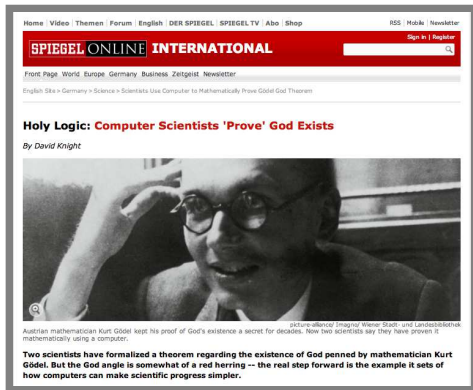 Home | Video | Themen | Forum | English | DER SPIEGEL | SPIEGEL TV | Abo | Shop
RSS | Mobile | Newsletter
Sign in | Register
SPIEGEL ONLINE INTERNATIONAL
Front Page World Europe Germany Business Zeitgeist Newsletter
English Site > Germany > Science > Scientists Use Computer to Mathematically Prove Gödel God Theorem
Holy Logic: Computer Scientists 'Prove' God Exists
By David Knight
picture-alliance/ Imagno/ Wiener Stadt- und Landesbibliothek
Austrian mathematician Kurt Gödel kept his proof of God's existence a secret for decades. Now two scientists say they have proven it
mathematically using a computer.
Two scientists have formalized a theorem regarding the existence of God penned by mathematician Kurt
Gödel. But the God angle is somewhat of a red herring -- the real step forward is the example it sets of
how computers can make scientific progress simpler.